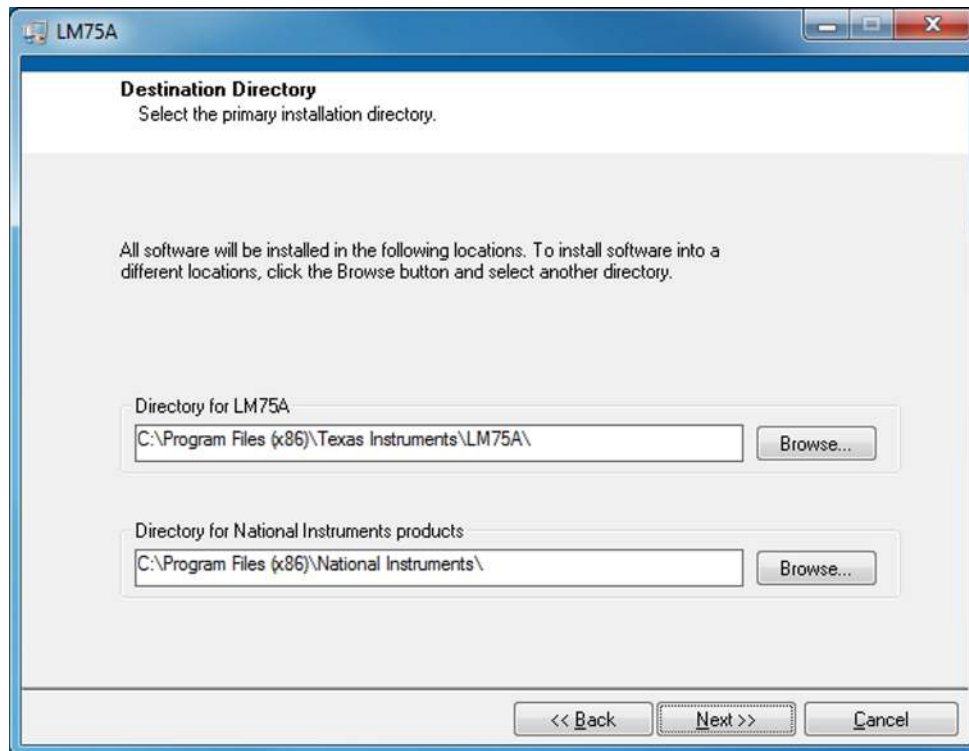 LM75A
Destination Directory
Select the primary installation directory.
All software will be installed in the following locations. To install software into a
different locations, click the Browse button and select another directory.
Directory for LM75A
C:\Program Files (x86)\Texas Instruments\LM75A\
Browse...
Directory for National Instruments products
C:\Program Files (x86)\National Instruments\
Browse...
<< Back
Next >>
Cancel